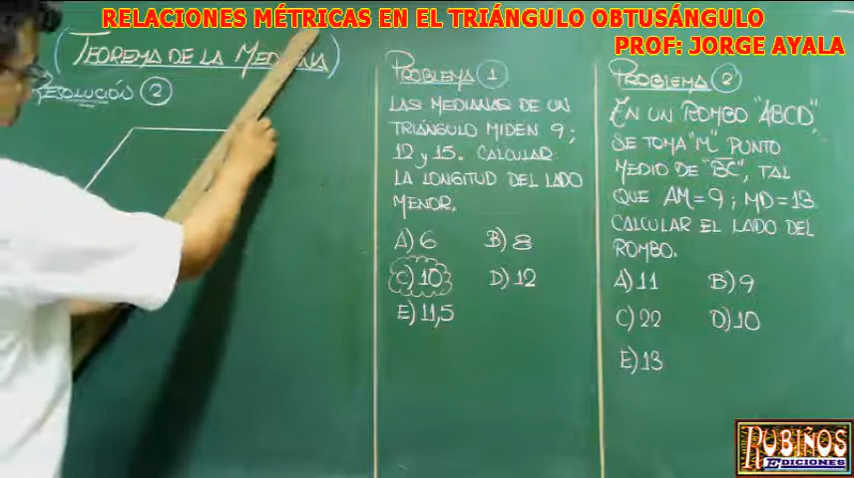 RELACIONES MÉTRICAS EN EL TRIÁNGULO OBTUSÁNGULO
PROF: JORGE AYALA
(TEOREMA DE LA MEDIANA)
RESOLUCIÓN 2
PROBLEMA 1
LAS MEDIANAS DE UN
TRIÁNGULO MIDEN 9;
12 y 15. CALCULAR
LA LONGITUD DEL LADO
MENOR.
A) 6 B) 8
C) 10 D) 12
E) 11,5
PROBLEMA 2
EN UN ROMBO "ABCD",
SE TOMA "M" PUNTO
MEDIO DE "BC", TAL
QUE AM=9; MD=13
CALCULAR EL LADO DEL
ROMBO.
A) 11 B) 9
C) 22 D) 10
E) 13
RUBIÑOS
EDICIONES